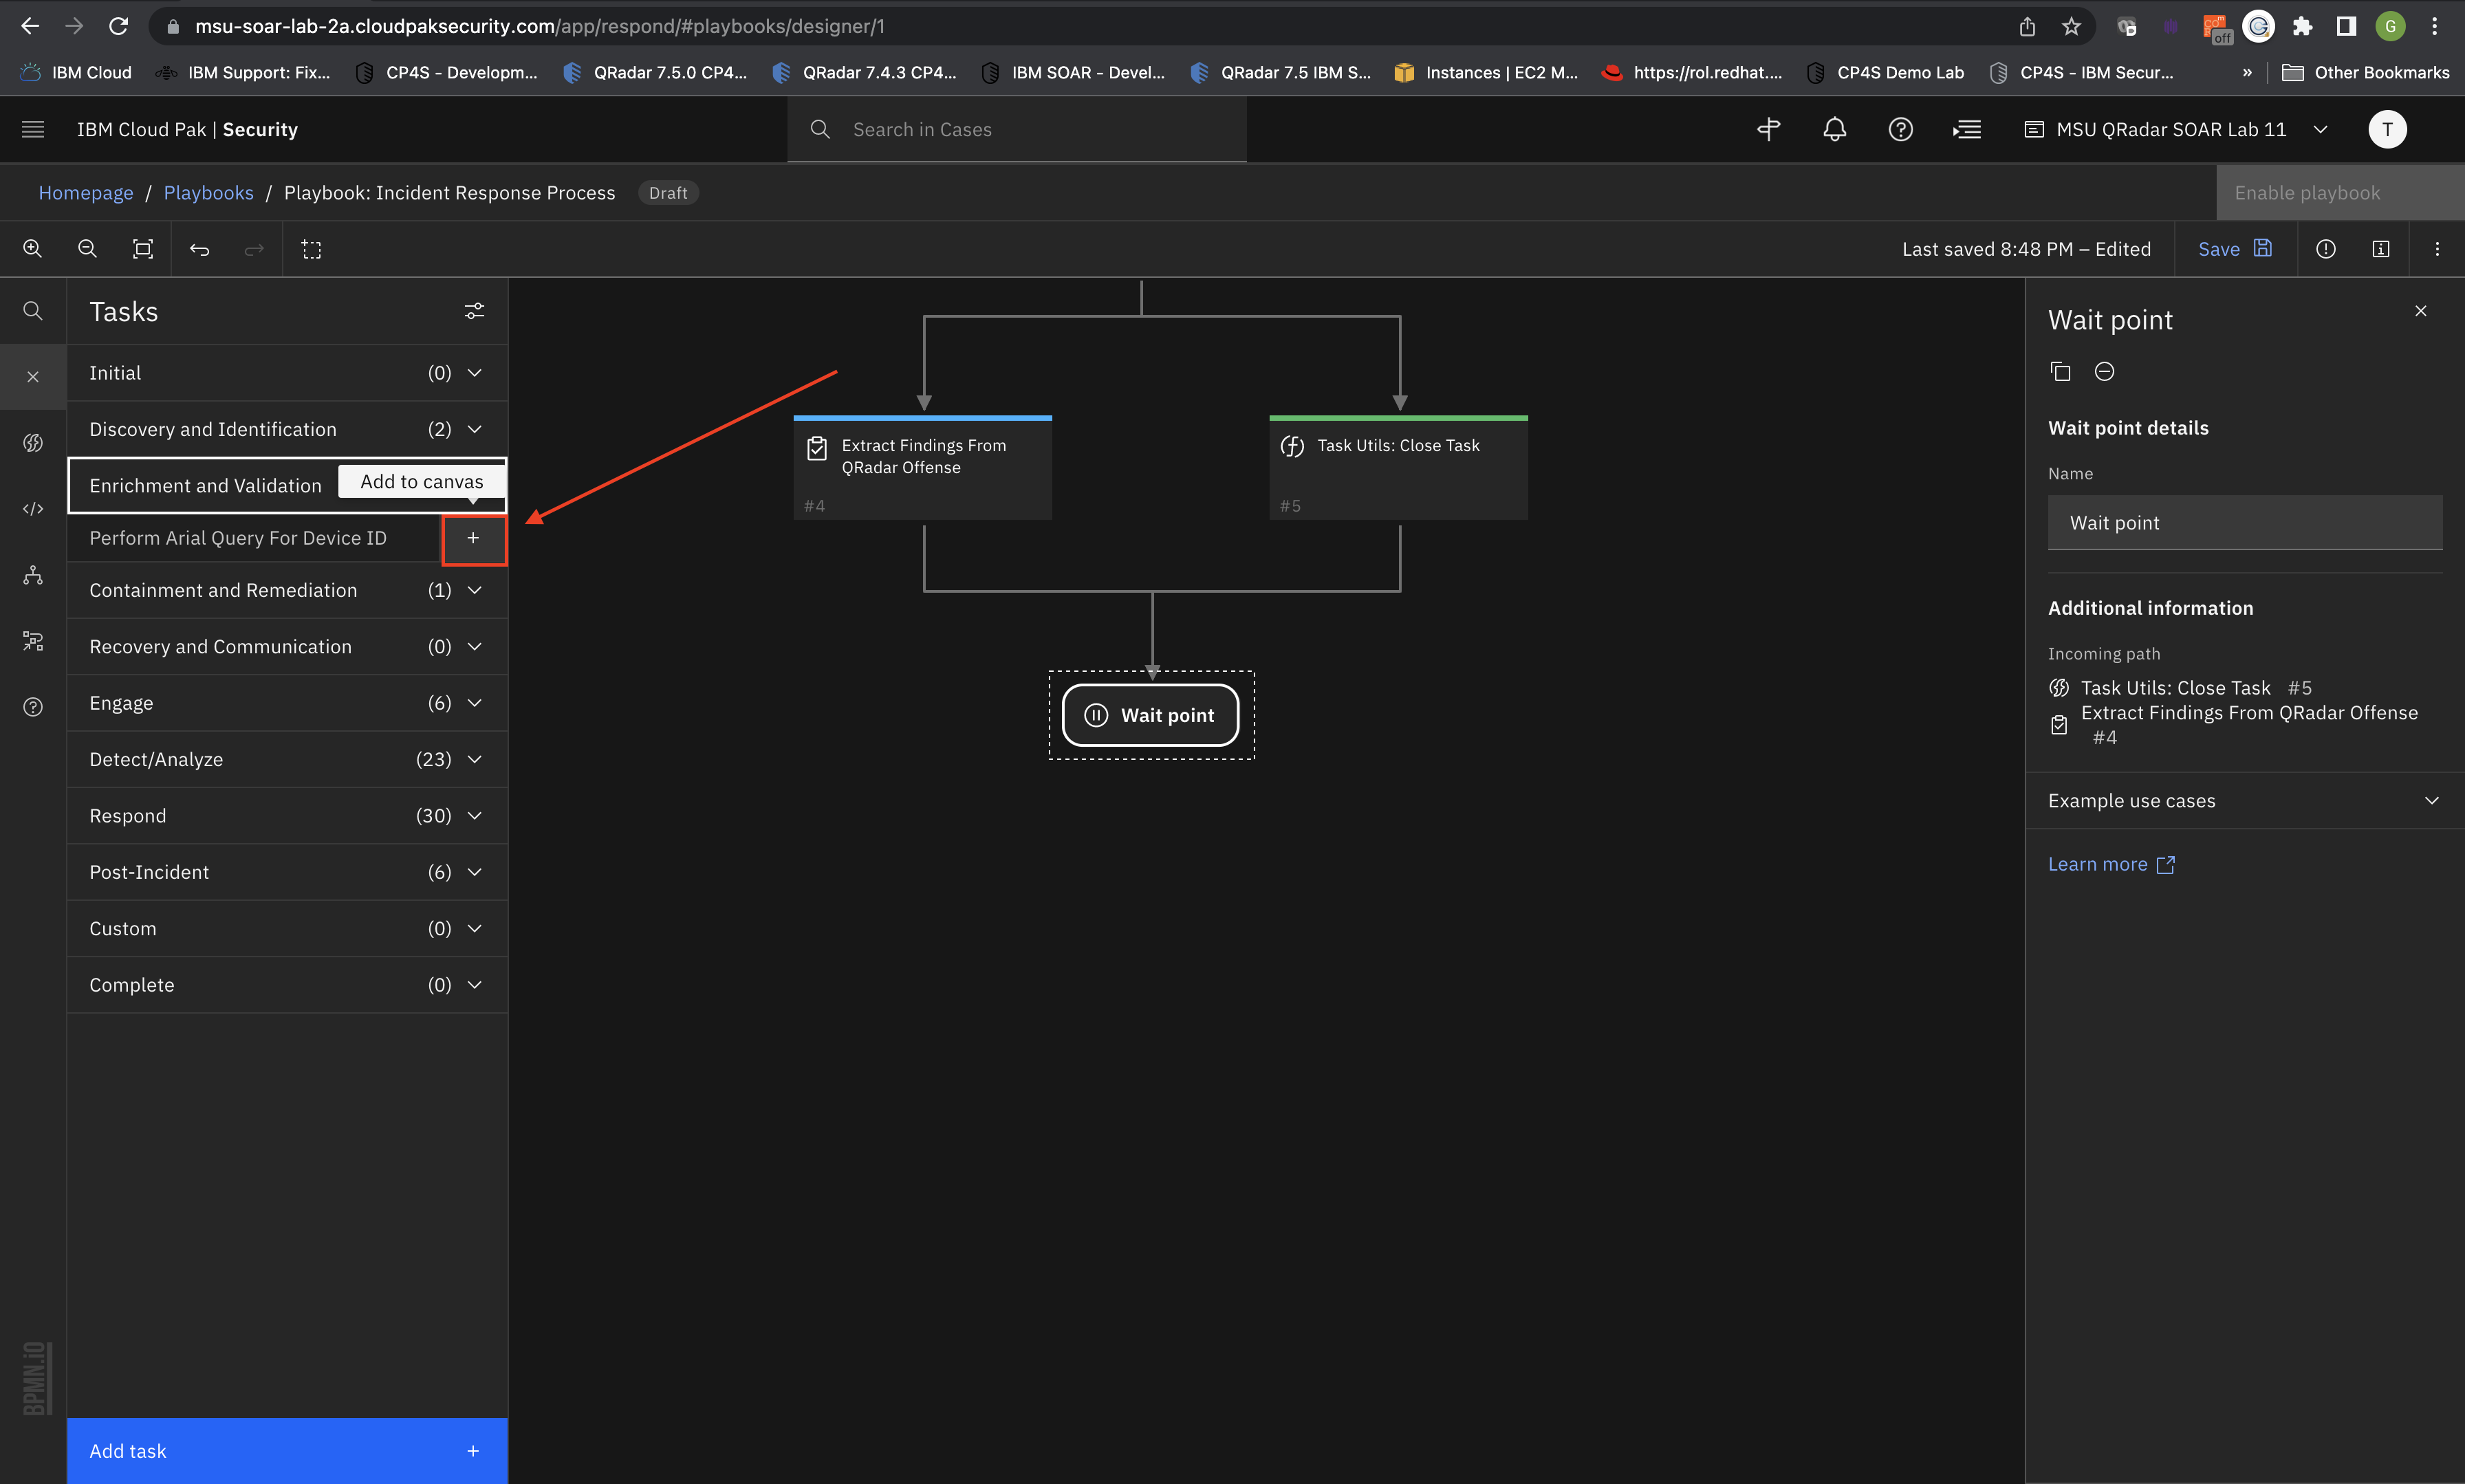 msu-soar-lab-2a.cloudpaksecurity.com/app/respond/#playbooks/designer/1
off
G
IBM Cloud
IBM Support: Fix...
CP4S - Developm...
QRadar 7.5.0 CP4...
QRadar 7.4.3 CP4...
IBM SOAR - Devel...
QRadar 7.5 IBM S...
Instances | EC2 M...
https://rol.redhat....
CP4S Demo Lab
CP4S - IBM Secur...
»
Other Bookmarks
IBM Cloud Pak | Security
Search in Cases
MSU QRadar SOAR Lab 11
T
Homepage / Playbooks / Playbook: Incident Response Process
Draft
Enable playbook
Last saved 8:48 PM – Edited
Save
Tasks
Initial (0)
Discovery and Identification (2)
Enrichment and Validation
Add to canvas
Perform Arial Query For Device ID +
Containment and Remediation (1)
Recovery and Communication (0)
Engage (6)
Detect/Analyze (23)
Respond (30)
Post-Incident (6)
Custom (0)
Complete (0)
Add task +
BPMN.iO
Extract Findings From
QRadar Offense
#4
Task Utils: Close Task
#5
Wait point
Wait point
Wait point details
Name
Wait point
Additional information
Incoming path
Task Utils: Close Task #5
Extract Findings From QRadar Offense
#4
Example use cases
Learn more